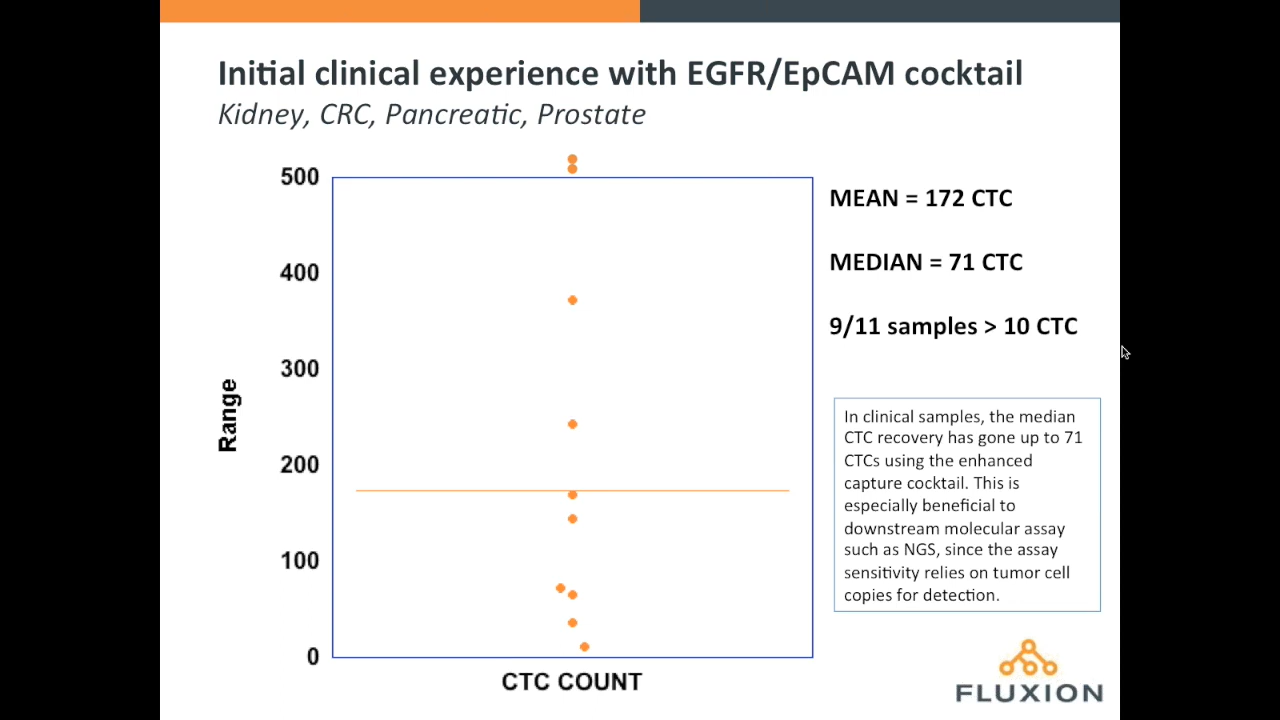 Initial clinical experience with EGFR/EpCAM cocktail
Kidney, CRC, Pancreatic, Prostate
500
400
300
200
100
0
Range
CTC COUNT
MEAN = 172 CTC
MEDIAN = 71 CTC
9/11 samples > 10 CTC
In clinical samples, the median
CTC recovery has gone up to 71
CTCs using the enhanced
capture cocktail. This is
especially beneficial to
downstream molecular assay
such as NGS, since the assay
sensitivity relies on tumor cell
copies for detection.
FLUXION